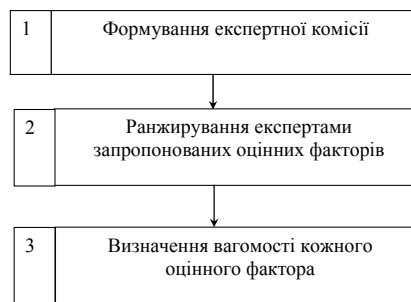 1 Формування експертної комісії
2 Ранжирування експертами
запропонованих оцінних факторів
3 Визначення вагомості кожного
оцінного фактора